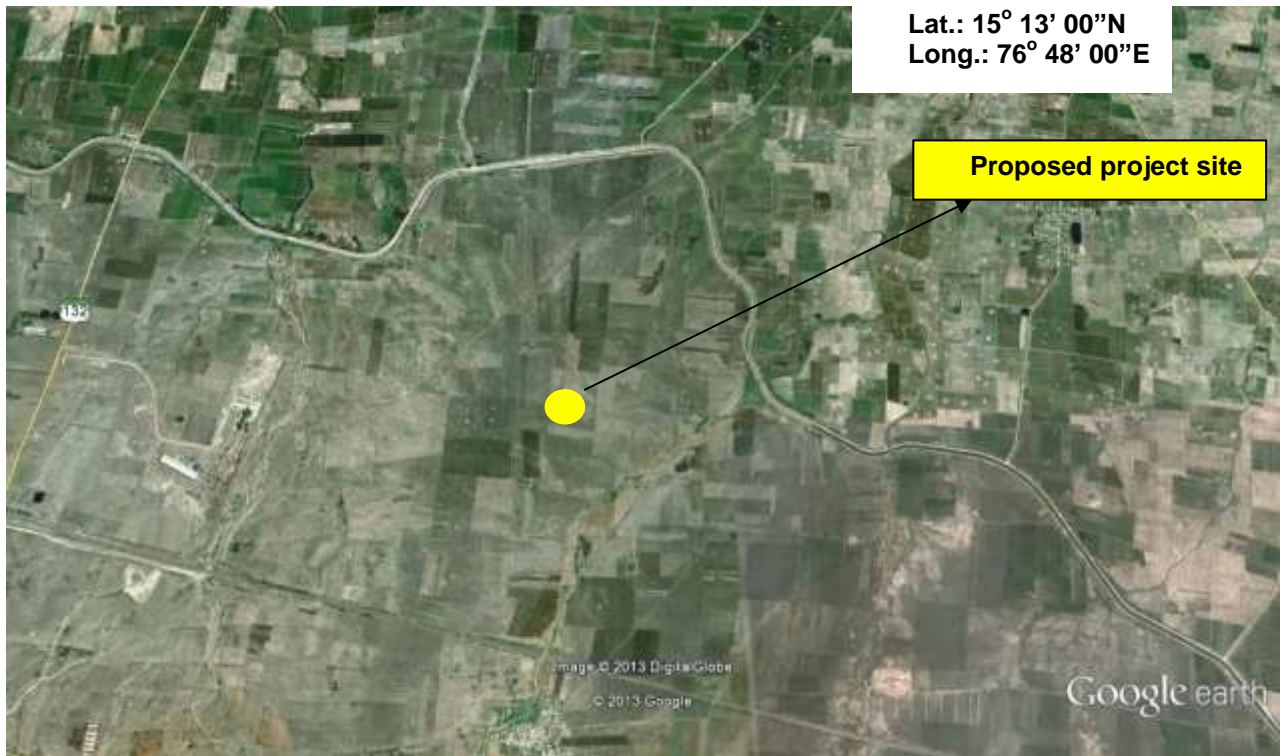 Lat.: 15° 13' 00"N
Long.: 76° 48' 00"E
Proposed project site
132
Image © 2013 DigitalGlobe
© 2013 Google
Google earth